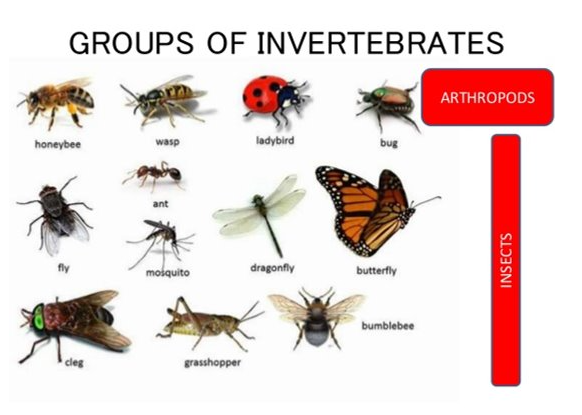 GROUPS OF INVERTEBRATES
ARTHROPODS
honeybee
wasp
ladybird
bug
ant
fly
mosquito
dragonfly
butterfly
INSECTS
cleg
grasshopper
bumblebee